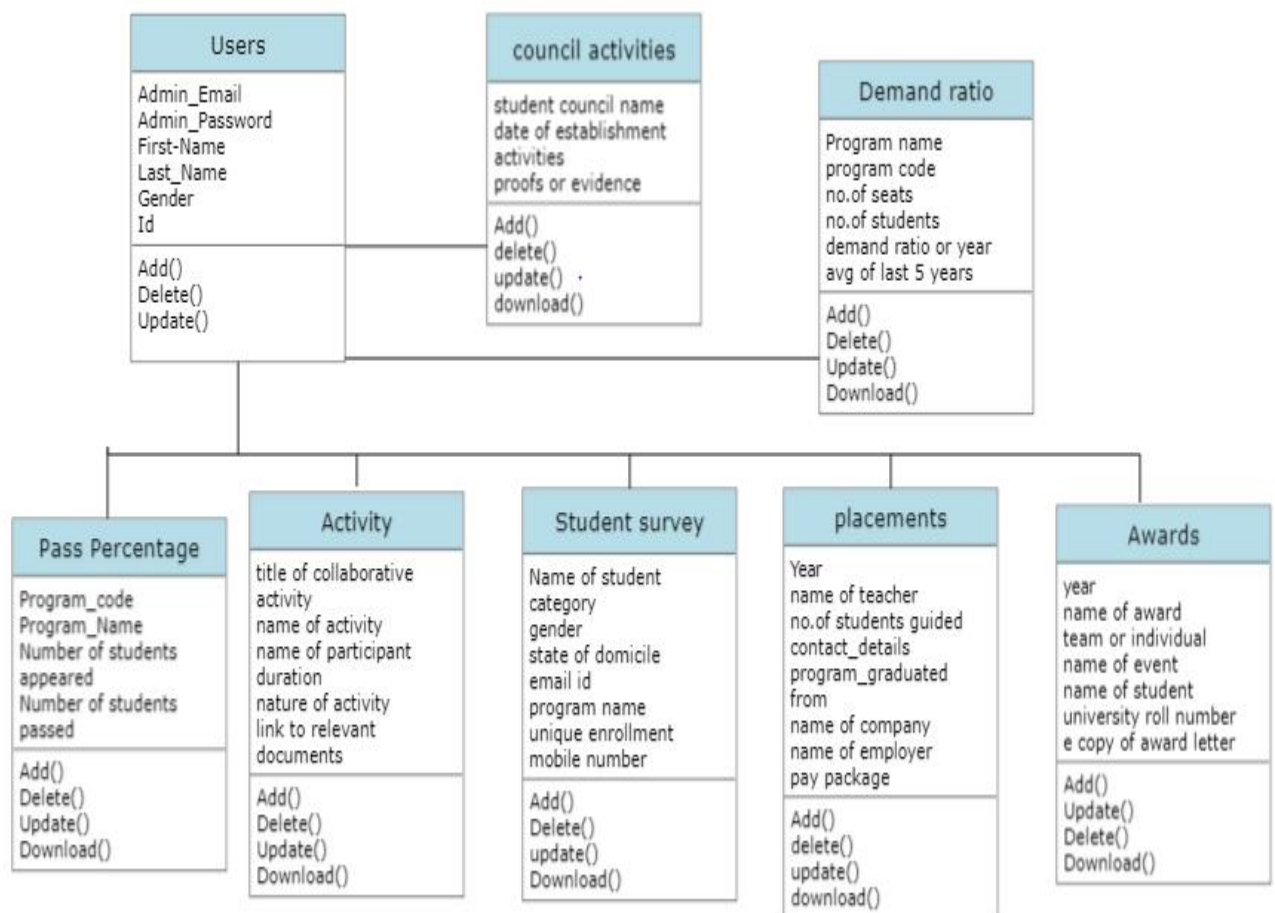 Users
Admin_Email
Admin_Password
First-Name
Last_Name
Gender
Id
Add()
Delete()
Update()
council activities
student council name
date of establishment
activities
proofs or evidence
Add()
delete()
update()
download()
Demand ratio
Program name
program code
no.of seats
no.of students
demand ratio or year
avg of last 5 years
Add()
Delete()
Update()
Download()
Pass Percentage
Program_code
Program_Name
Number of students
appeared
Number of students
passed
Add()
Delete()
Update()
Download()
Activity
title of collaborative
activity
name of activity
name of participant
duration
nature of activity
link to relevant
documents
Add()
Delete()
Update()
Download()
Student survey
Name of student
category
gender
state of domicile
email id
program name
unique enrollment
mobile number
Add()
Delete()
update()
Download()
placements
Year
name of teacher
no.of students guided
contact_details
program_graduated
from
name of company
name of employer
pay package
Add()
delete()
update()
download()
Awards
year
name of award
team or individual
name of event
name of student
university roll number
e copy of award letter
Add()
Update()
Delete()
Download()